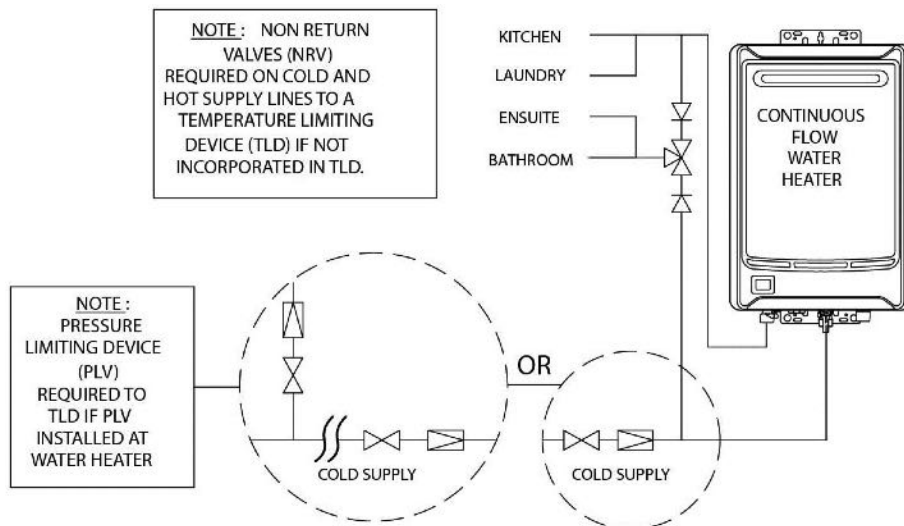 NOTE : NON RETURN
VALVES (NRV)
REQUIRED ON COLD AND
HOT SUPPLY LINES TO A
TEMPERATURE LIMITING
DEVICE (TLD) IF NOT
INCORPORATED IN TLD.
KITCHEN
LAUNDRY
ENSUITE
BATHROOM
CONTINUOUS
FLOW
WATER
HEATER
NOTE :
PRESSURE
LIMITING DEVICE
(PLV)
REQUIRED TO
TLD IF PLV
INSTALLED AT
WATER HEATER
OR
COLD SUPPLY
COLD SUPPLY